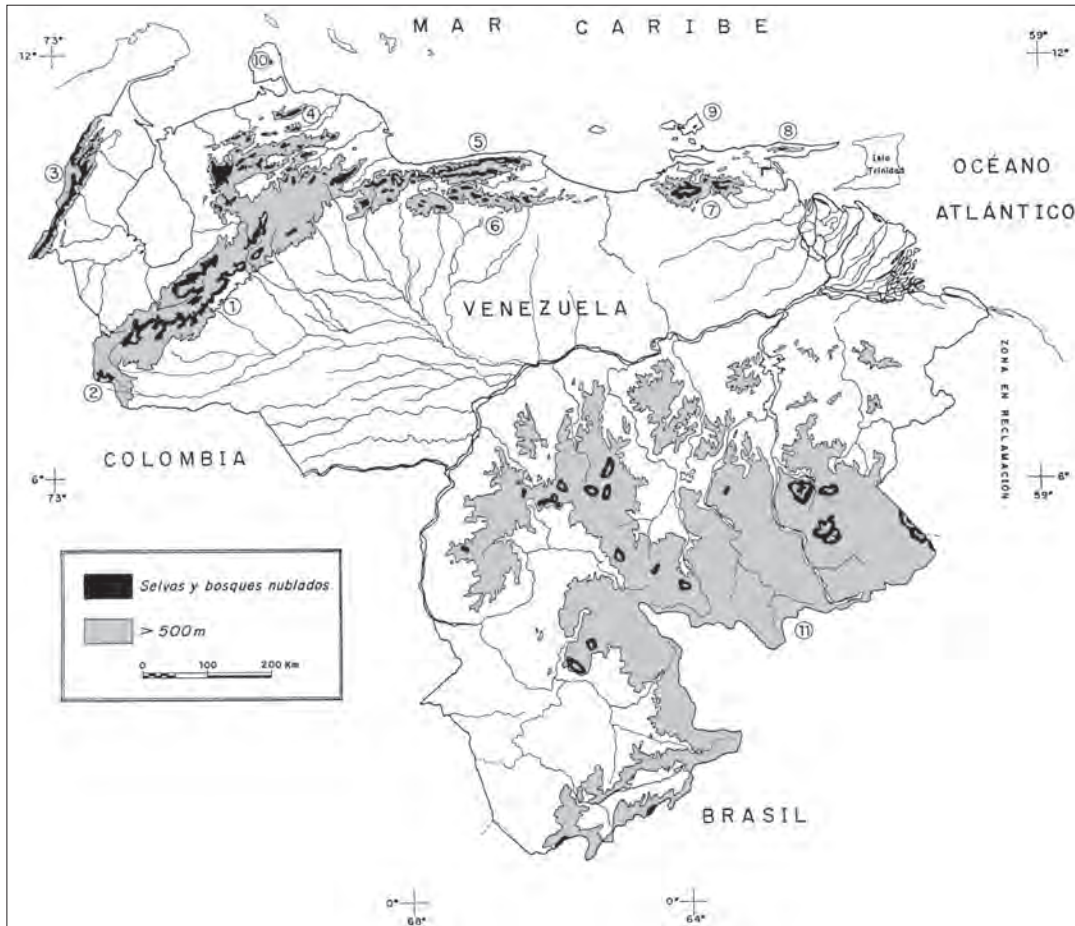 MAR CARIBE
73°
12°
59°
12°
10
4
3
5
9
8
Isla
Trinidad
OCÉANO
ATLÁNTICO
7
6
VENEZUELA
1
2
ZONA EN RECLAMACIÓN
COLOMBIA
6°
73°
6°
59°
Selvas y bosques nublados
> 500 m
0 100 200 Km
11
BRASIL
0°
68°
0°
64°